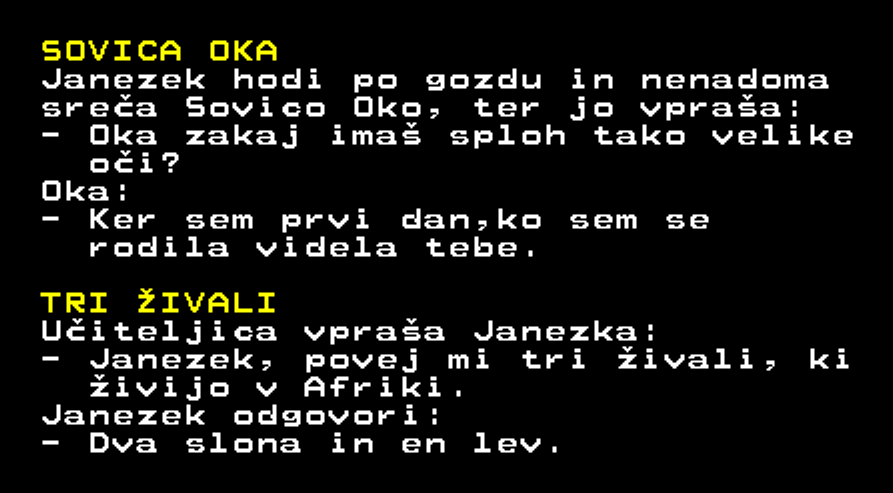 SOVICA OKA
Janezek hodi po gozdu in nenadoma
sreča Sovico Oko, ter jo vpraša:
- Oka zakaj imaš sploh tako velike
oči?
Oka:
- Ker sem prvi dan,ko sem se
rodila videla tebe.
TRI ŽIVALI
Učiteljica vpraša Janezka:
- Janezek, povej mi tri živali, ki
živijo v Afriki.
Janezek odgovori:
- Dva slona in en lev.